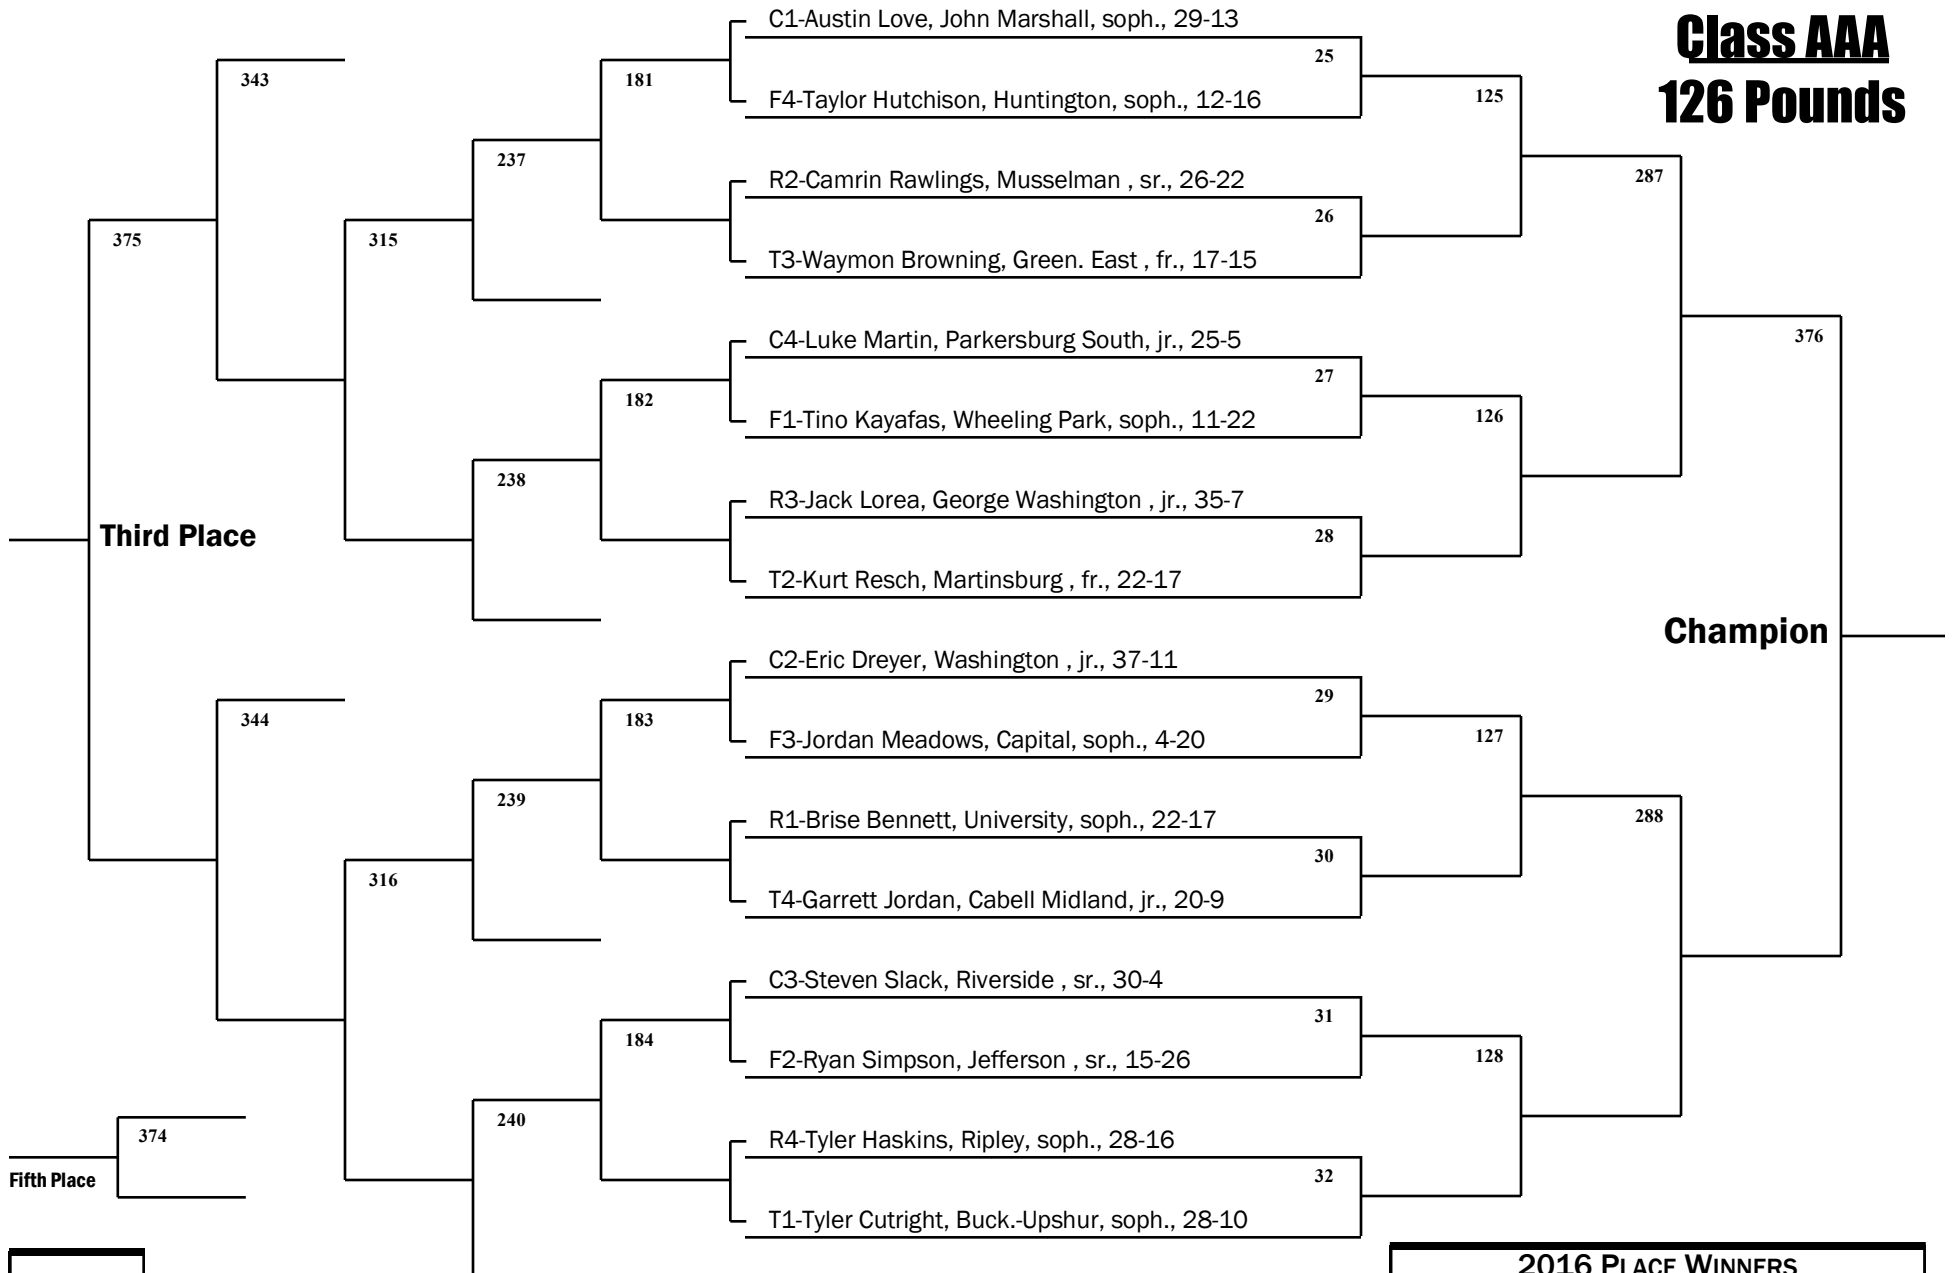 Class AAA
126 Pounds
C1-Austin Love, John Marshall, soph., 29-13
25
F4-Taylor Hutchison, Huntington, soph., 12-16
R2-Camrin Rawlings, Musselman , sr., 26-22
26
T3-Waymon Browning, Green. East , fr., 17-15
C4-Luke Martin, Parkersburg South, jr., 25-5
27
F1-Tino Kayafas, Wheeling Park, soph., 11-22
R3-Jack Lorea, George Washington , jr., 35-7
28
T2-Kurt Resch, Martinsburg , fr., 22-17
C2-Eric Dreyer, Washington , jr., 37-11
29
F3-Jordan Meadows, Capital, soph., 4-20
R1-Brise Bennett, University, soph., 22-17
30
T4-Garrett Jordan, Cabell Midland, jr., 20-9
C3-Steven Slack, Riverside , sr., 30-4
31
F2-Ryan Simpson, Jefferson , sr., 15-26
R4-Tyler Haskins, Ripley, soph., 28-16
32
T1-Tyler Cutright, Buck.-Upshur, soph., 28-10
125
126
127
128
287
288
376
Champion
181
182
183
184
237
238
239
240
315
316
343
344
375
Third Place
374
Fifth Place
2016 PLACE WINNERS